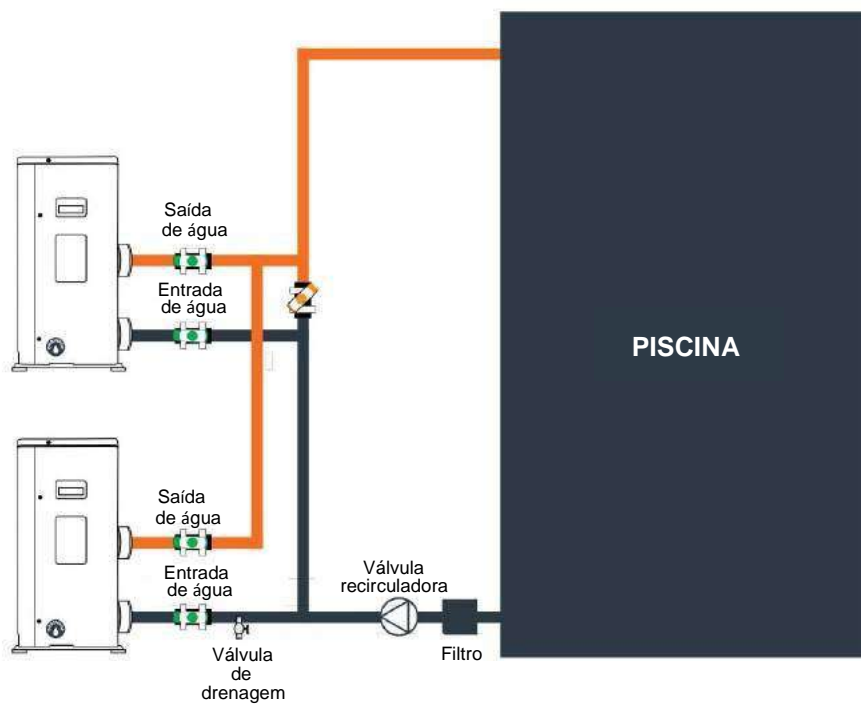 Saída
de água
Entrada
de água
PISCINA
Saída
de água
Entrada
de água
Válvula
recirculadora
Válvula
de
drenagem
Filtro